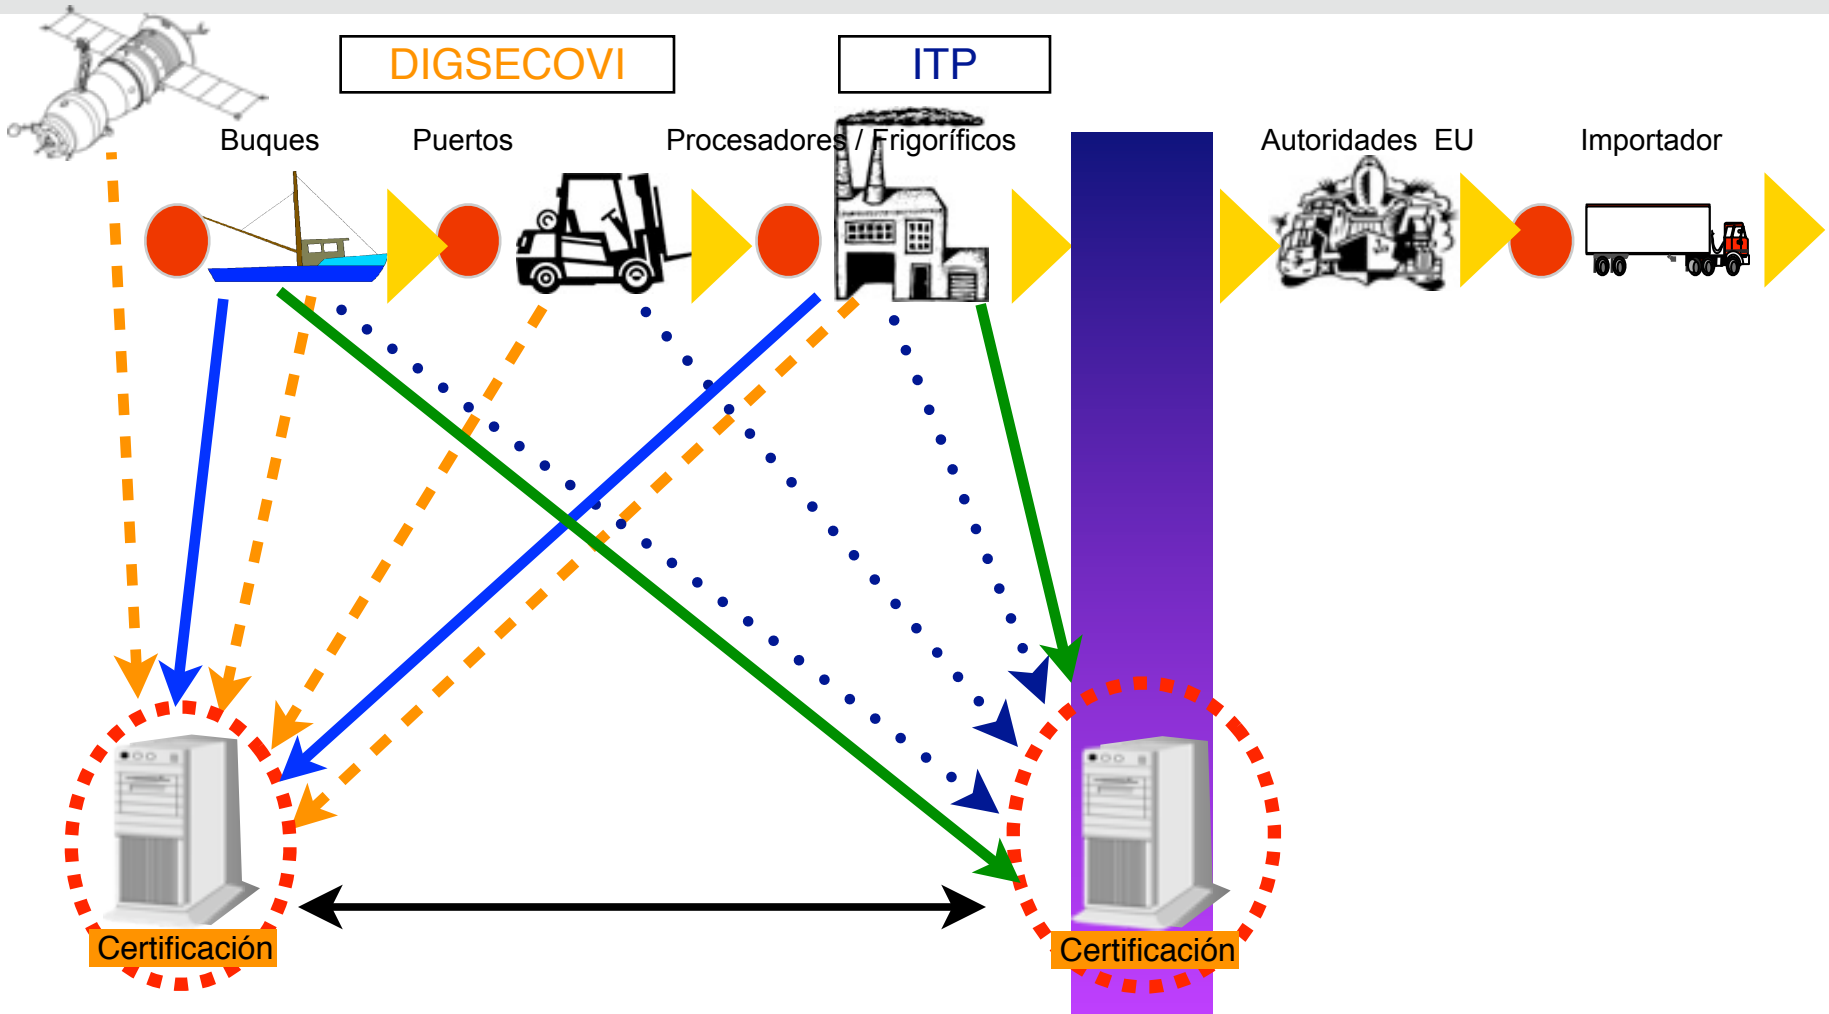 DIGSECOVI
ITP
Buques
Puertos
Procesadores / Frigoríficos
Autoridades EU
Importador
Certificación
Certificación